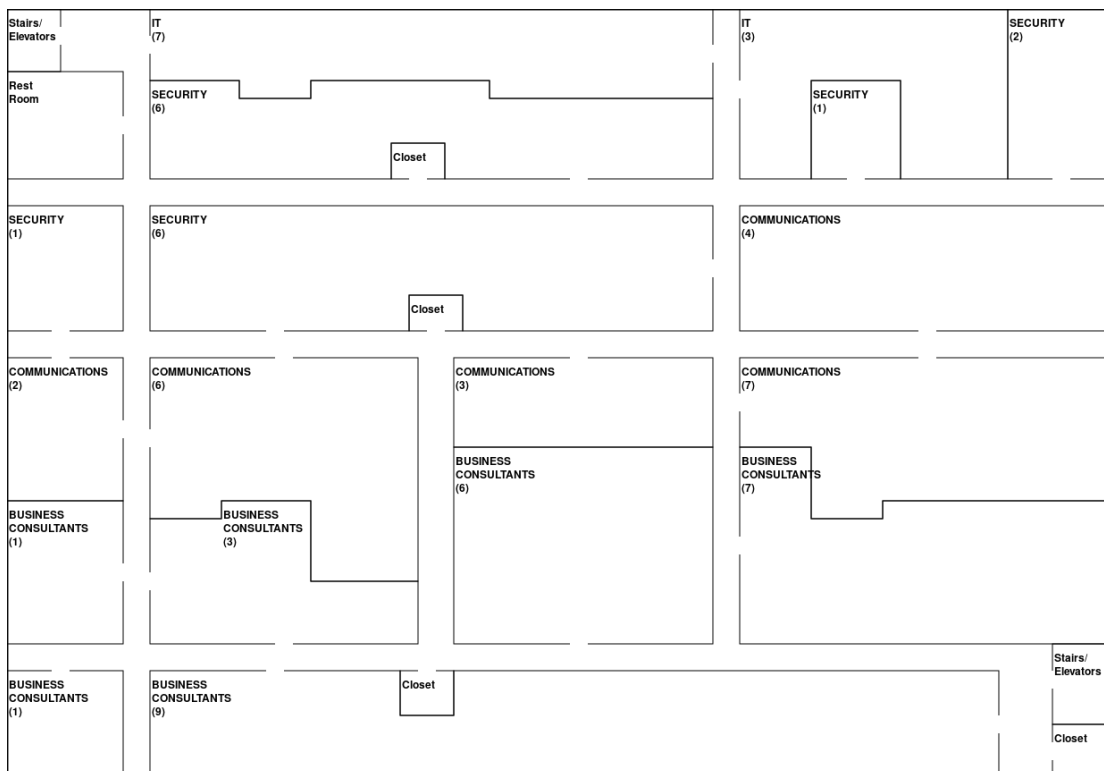 Stairs/
Elevators
IT
(7)
IT
(3)
SECURITY
(2)
Rest
Room
SECURITY
(6)
SECURITY
(1)
Closet
SECURITY
(1)
SECURITY
(6)
COMMUNICATIONS
(4)
Closet
COMMUNICATIONS
(2)
COMMUNICATIONS
(6)
COMMUNICATIONS
(3)
COMMUNICATIONS
(7)
BUSINESS
CONSULTANTS
(6)
BUSINESS
CONSULTANTS
(7)
BUSINESS
CONSULTANTS
(1)
BUSINESS
CONSULTANTS
(3)
Stairs/
Elevators
BUSINESS
CONSULTANTS
(1)
BUSINESS
CONSULTANTS
(9)
Closet
Closet